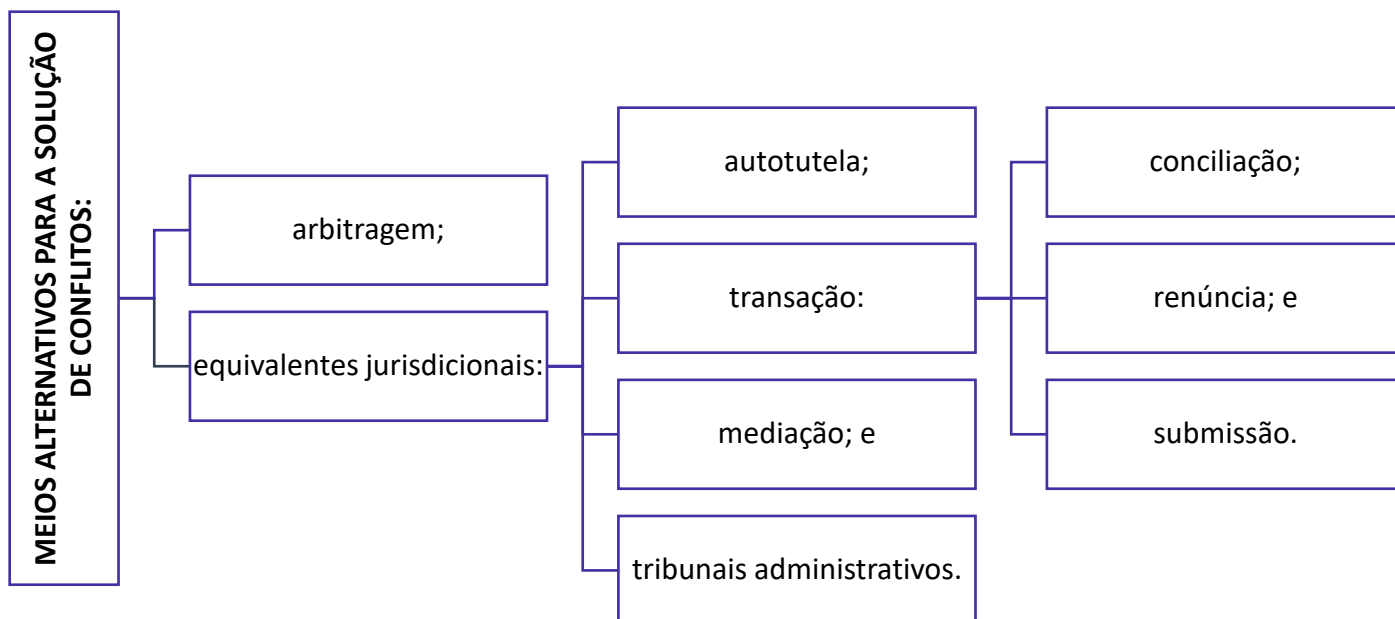 MEIOS ALTERNATIVOS PARA A SOLUÇÃO
DE CONFLITOS:
arbitragem;
equivalentes jurisdicionais:
autotutela;
transação:
mediação; e
tribunais administrativos.
conciliação;
renúncia; e
submissão.